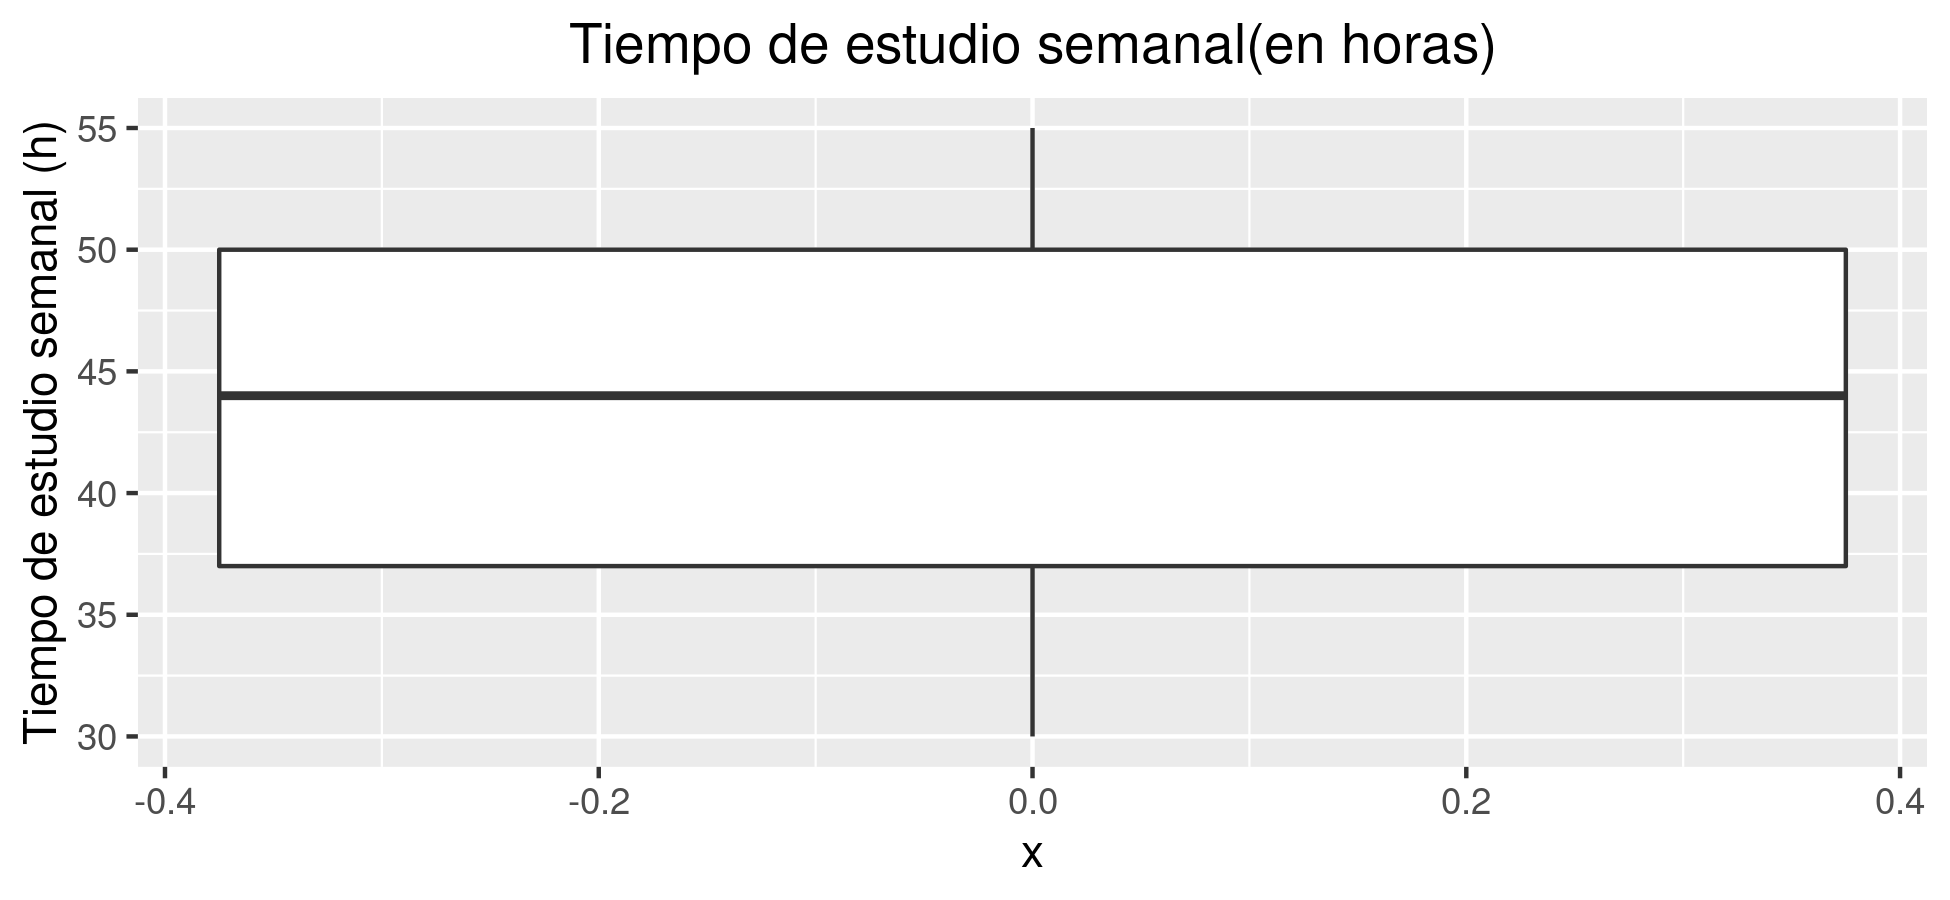 Tiempo de estudio semanal(en horas)
Tiempo de estudio semanal (h)
55
50
45
40
35
30
-0.4 -0.2 0.0 0.2 0.4
x